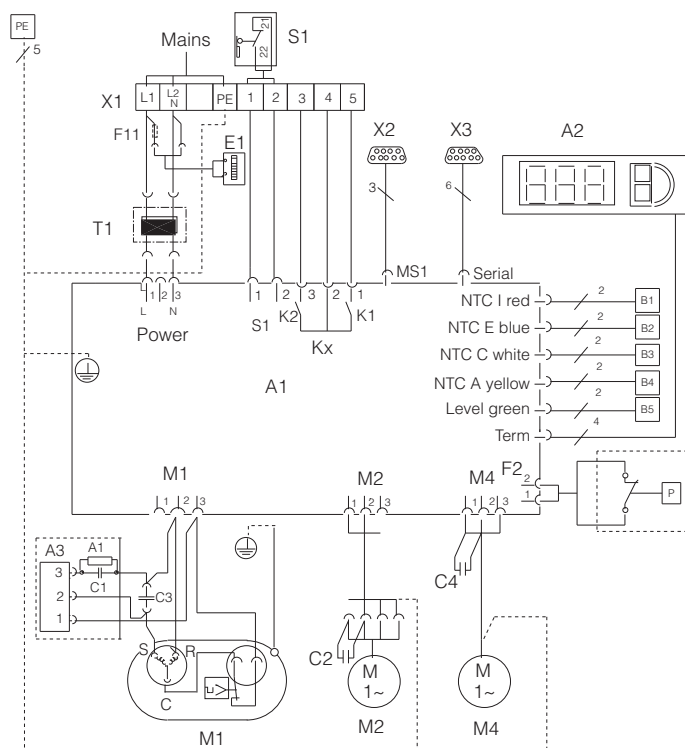 PE
5
Mains
21
22
S1
X1
L1
L2
N
PE
1
2
3
4
5
F11
E1
X2
X3
A2
3
6
T1
MS1
Serial
L
1
2
3
L
N
Power
1
2
3
1
S1
K2
K1
Kx
A1
NTC I red
2
B1
NTC E blue
2
B2
NTC C white
2
B3
NTC A yellow
2
B4
Level green
2
B5
Term
4
F2
2
1
P
M1
1
2
3
M2
1
2
3
M4
1
2
3
A3
A1
3
C1
C3
2
1
S
R
C
M1
C2
M
1~
M2
C4
M
1~
M4